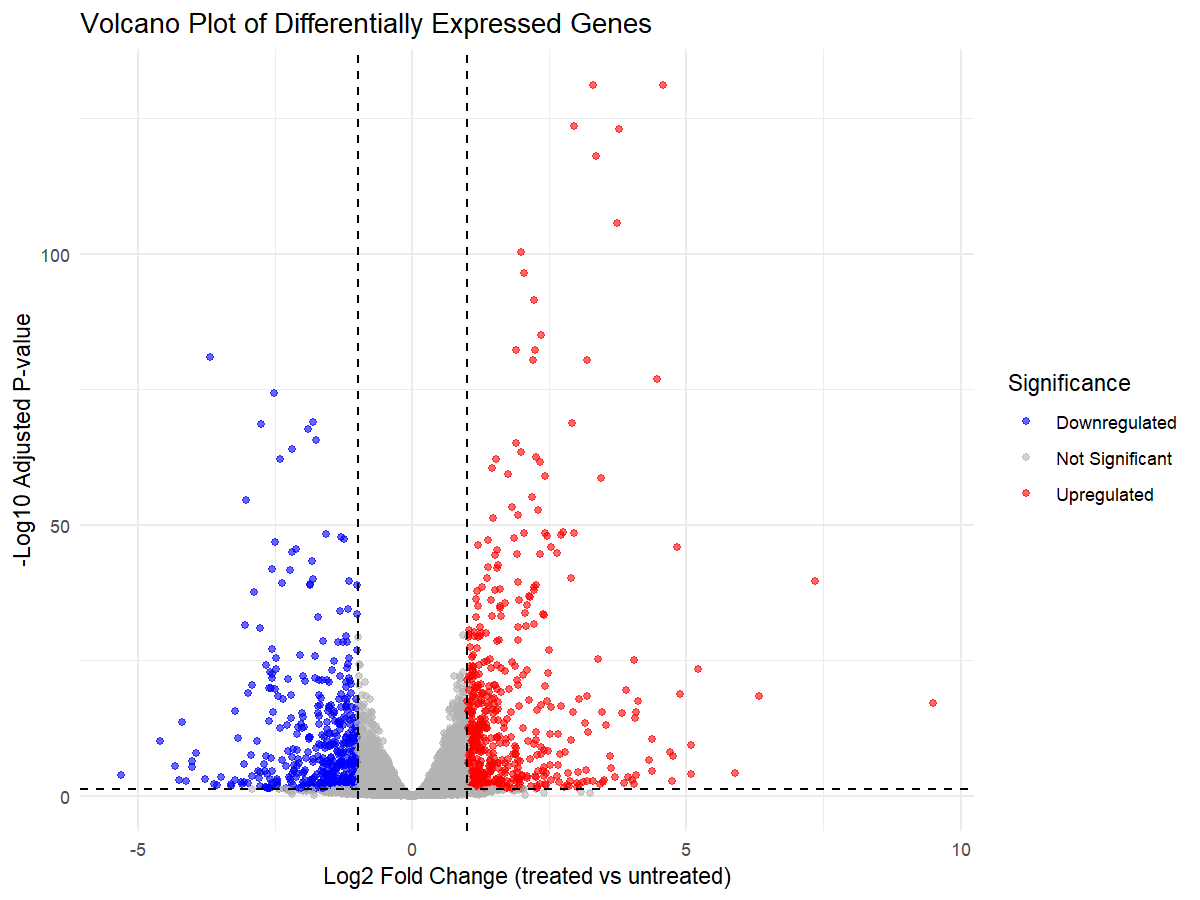 Volcano Plot of Differentially Expressed Genes
-Log10 Adjusted P-value
100
50
0
-5
0
5
10
Log2 Fold Change (treated vs untreated)
Significance
Downregulated
Not Significant
Upregulated